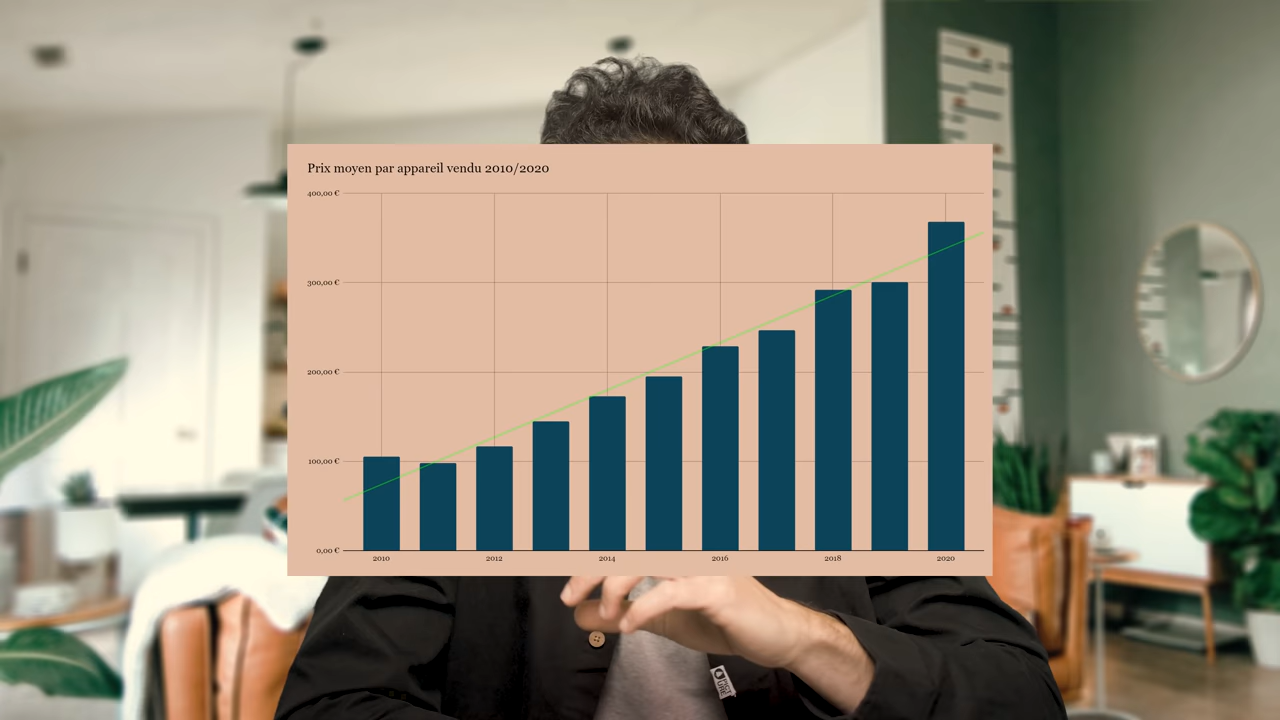 Prix moyen par appareil vendu 2010/2020
400,00 €
300,00 €
200,00 €
100,00 €
0,00 €
2010 2012 2014 2016 2018 2020